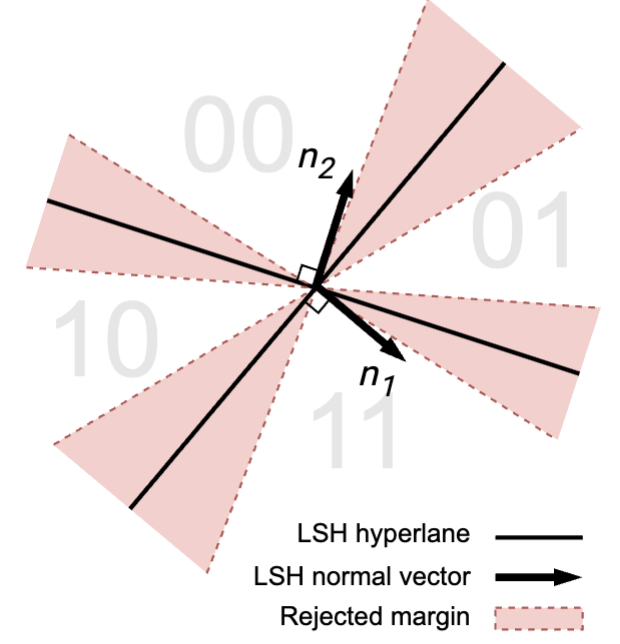 00
n2
01
10
n1
11
LSH hyperlane
LSH normal vector
Rejected margin